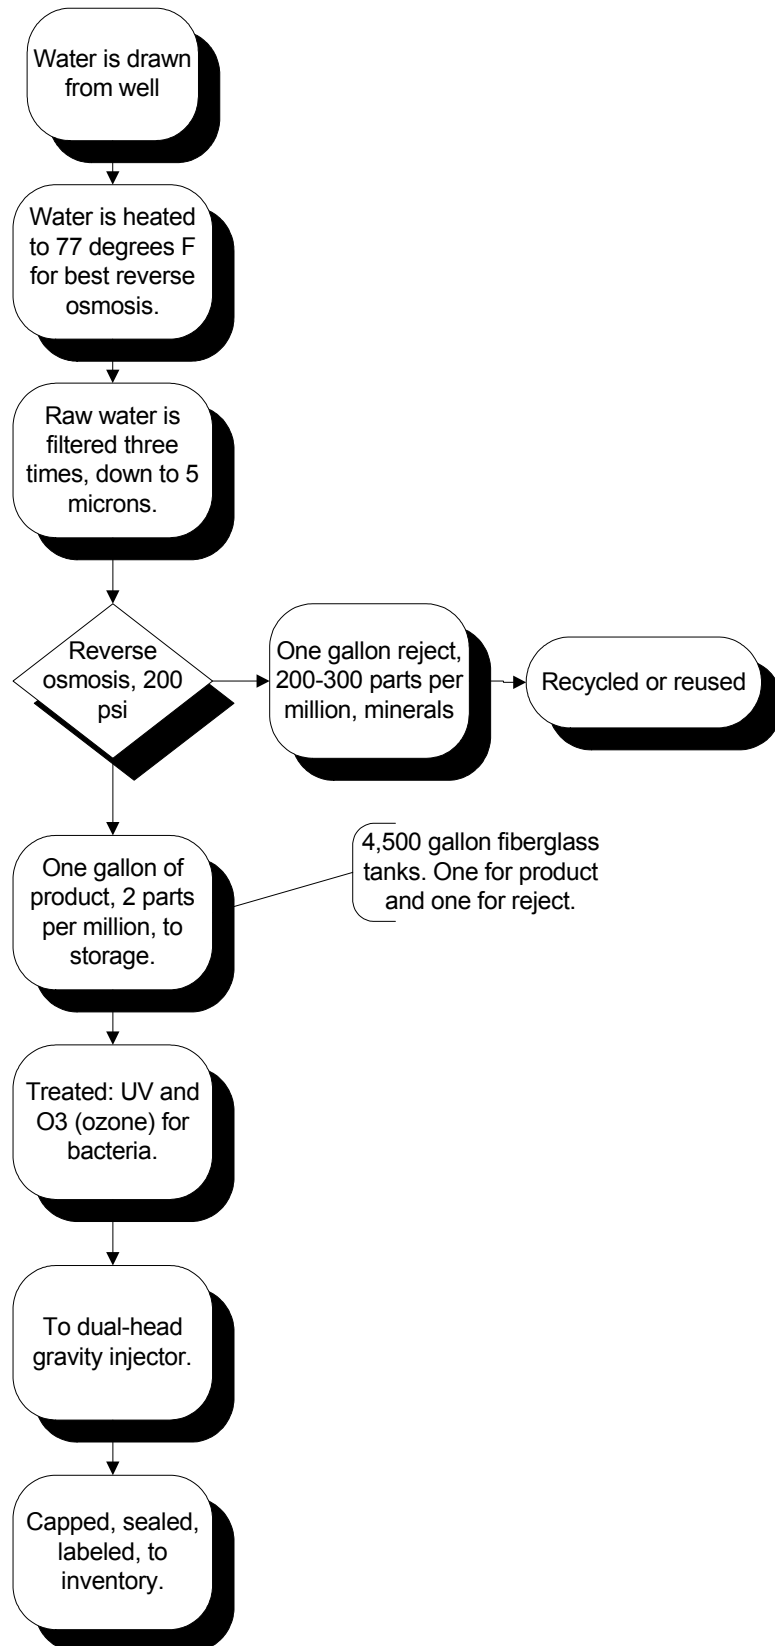 Water is drawn
from well
Water is heated
to 77 degrees F
for best reverse
osmosis.
Raw water is
filtered three
times, down to 5
microns.
Reverse
osmosis, 200
psi
One gallon reject,
200-300 parts per
million, minerals
Recycled or reused
One gallon of
product, 2 parts
per million, to
storage.
4,500 gallon fiberglass
tanks. One for product
and one for reject.
Treated: UV and
O3 (ozone) for
bacteria.
To dual-head
gravity injector.
Capped, sealed,
labeled, to
inventory.